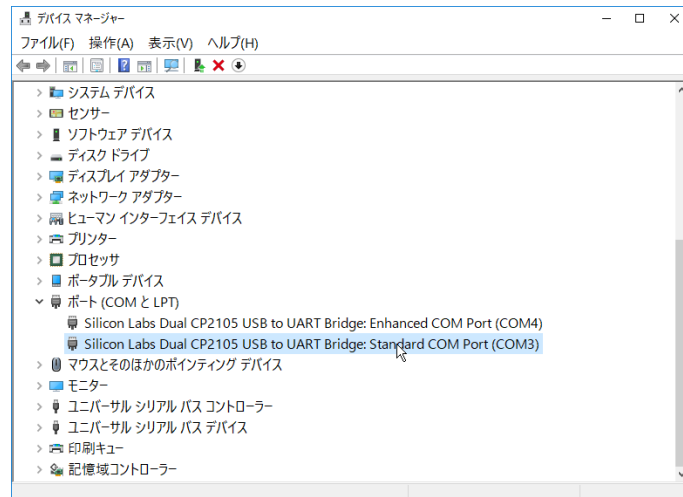 デバイス マネージャー
ファイル(F) 操作(A) 表示(V) ヘルプ(H)
システム デバイス
センサー
ソフトウェア デバイス
ディスク ドライブ
ディスプレイ アダプター
ネットワーク アダプター
ヒューマン インターフェイス デバイス
プリンター
プロセッサ
ポータブル デバイス
ポート (COM と LPT)
Silicon Labs Dual CP2105 USB to UART Bridge: Enhanced COM Port (COM4)
Silicon Labs Dual CP2105 USB to UART Bridge: Standard COM Port (COM3)
マウスとそのほかのポインティング デバイス
モニター
ユニバーサル シリアル バス コントローラー
ユニバーサル シリアル バス デバイス
印刷キュー
記憶域コントローラー